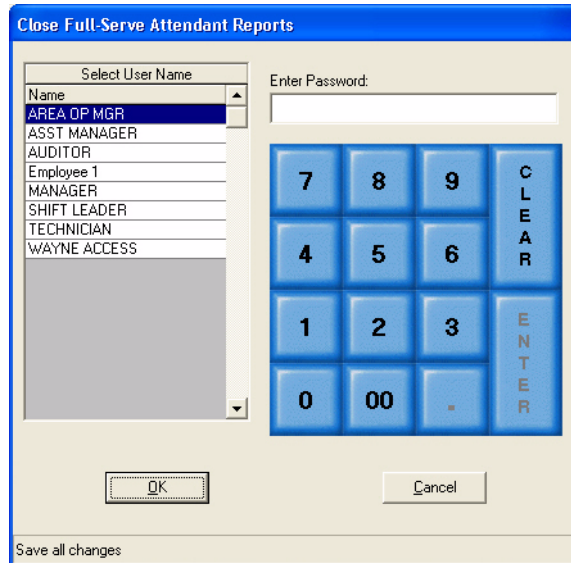 Close Full-Serve Attendant Reports
Select User Name
Name
AREA OP MGR
ASST MANAGER
AUDITOR
Employee 1
MANAGER
SHIFT LEADER
TECHNICIAN
WAYNE ACCESS
Enter Password:
7 8 9 CLEAR
4 5 6
1 2 3 ENTER
0 00 .
OK Cancel
Save all changes